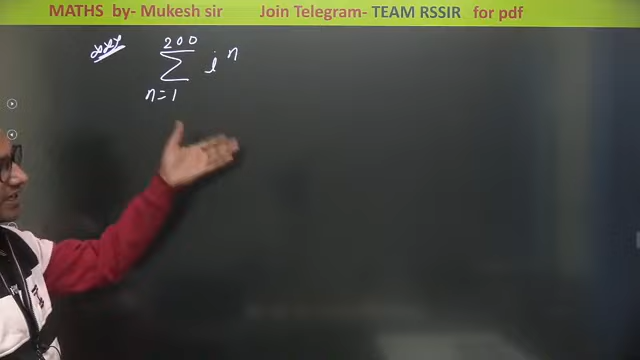 MATHS by- Mukesh sir Join Telegram- TEAM RSSIR for pdf
200
∑ i^n
n=1